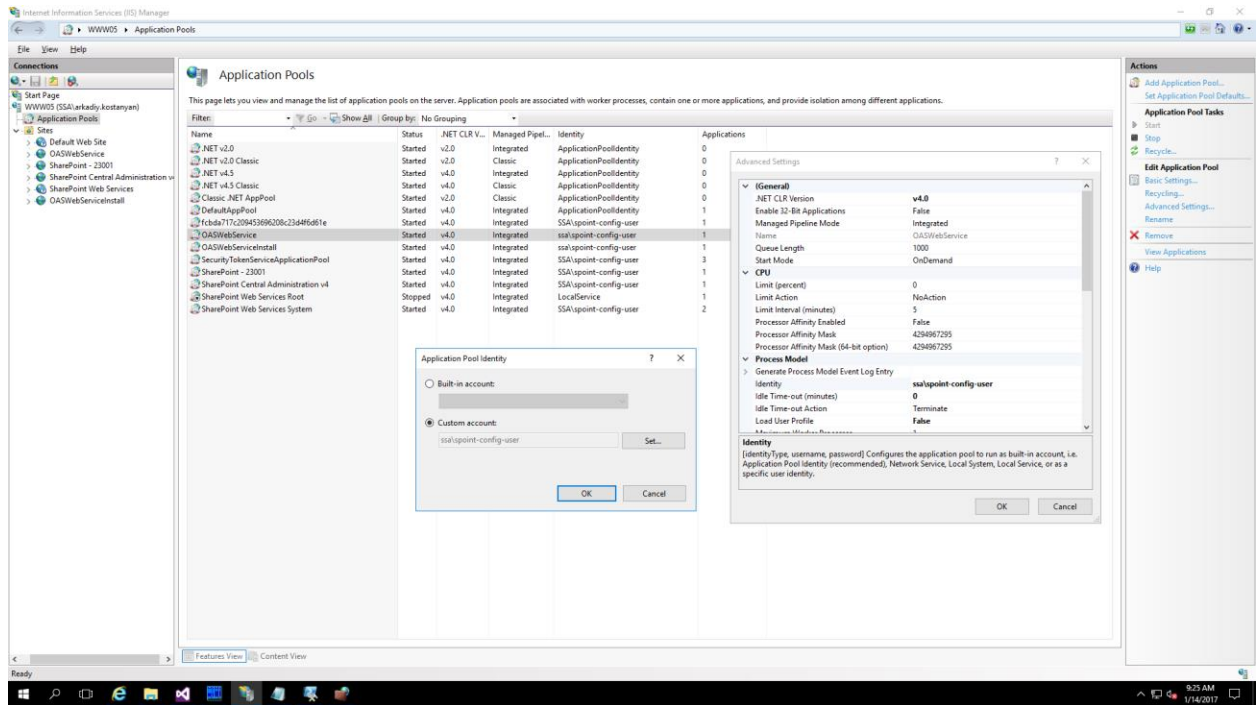 Internet Information Services (IIS) Manager
WWW05 Application Pools
File View Help
Connections
Start Page
WWW05 (SSA\arkadiy.kostanyan)
Application Pools
Sites
Default Web Site
OASWebService
SharePoint - 23001
SharePoint Central Administration v
SharePoint Web Services
OASWebServiceInstall
Application Pools
This page lets you view and manage the list of application pools on the server. Application pools are associated with worker processes, contain one or more applications, and provide isolation among different applications.
Filter: Go Show All Group by: No Grouping
Name Status .NET CLR V... Managed Pipel... Identity Applications
.NET v2.0 Started v2.0 Integrated ApplicationPoolIdentity 0
.NET v2.0 Classic Started v2.0 Classic ApplicationPoolIdentity 0
.NET v4.5 Started v4.0 Integrated ApplicationPoolIdentity 0
.NET v4.5 Classic Started v4.0 Classic ApplicationPoolIdentity 0
Classic .NET AppPool Started v2.0 Classic ApplicationPoolIdentity 0
DefaultAppPool Started v4.0 Integrated ApplicationPoolIdentity 1
fcbda717c209453696208c23d4f6d61e Started v4.0 Integrated SSA\spoint-config-user 1
OASWebService Started v4.0 Integrated ssa\spoint-config-user 1
OASWebServiceInstall Started v4.0 Integrated ssa\spoint-config-user 1
SecurityTokenServiceApplicationPool Started v4.0 Integrated SSA\spoint-config-user 3
SharePoint - 23001 Started v4.0 Integrated SSA\spoint-config-user 1
SharePoint Central Administration v4 Started v4.0 Integrated SSA\spoint-config-user 1
SharePoint Web Services Root Stopped v4.0 Integrated LocalService 1
SharePoint Web Services System Started v4.0 Integrated SSA\spoint-config-user 2
Application Pool Identity ?
Built-in account:
Custom account:
ssa\spoint-config-user Set...
OK Cancel
Advanced Settings ?
(General)
.NET CLR Version v4.0
Enable 32-Bit Applications False
Managed Pipeline Mode Integrated
Name OASWebService
Queue Length 1000
Start Mode OnDemand
CPU
Limit (percent) 0
Limit Action NoAction
Limit Interval (minutes) 5
Processor Affinity Enabled False
Processor Affinity Mask 4294967295
Processor Affinity Mask (64-bit option) 4294967295
Process Model
Generate Process Model Event Log Entry
Identity ssa\spoint-config-user
Idle Time-out (minutes) 0
Idle Time-out Action Terminate
Load User Profile False
Identity
[identityType, username, password] Configures the application pool to run as built-in account, i.e.
Application Pool Identity (recommended), Network Service, Local System, Local Service, or as a
specific user identity.
OK Cancel
Actions
Add Application Pool...
Set Application Pool Defaults...
Application Pool Tasks
Start
Stop
Recycle...
Edit Application Pool
Basic Settings...
Recycling...
Advanced Settings...
Rename
Remove
View Applications
Help
Features View Content View
Ready
9:25 AM
1/14/2017